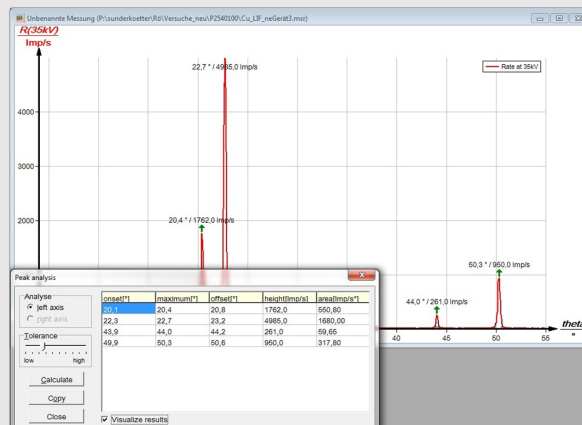 Unbenannte Messung (P:\sunderkoetter\Rö\Versuche_neu\P2540100\Cu_LIF_neGerät3.msr)
R(35kV)
Imp/s
22,7 ° / 4985,0 Imp/s
Rate at 35kV
4000
3000
20,4 ° / 1762,0 Imp/s
2000
50,3 ° / 950,0 Imp/s
44,0 ° / 261,0 Imp/s
theta
°
40 45 50 55
Peak analysis
Analyse
left axis
right axis
Tolerance
low high
Calculate
Copy
Close
onset[°] maximum[°] offset[°] height[Imp/s] area[Imp/s*°]
20,1 20,4 20,8 1762,0 550,80
22,3 22,7 23,2 4985,0 1680,00
43,9 44,0 44,2 261,0 59,65
49,9 50,3 50,6 950,0 317,80
Visualize results